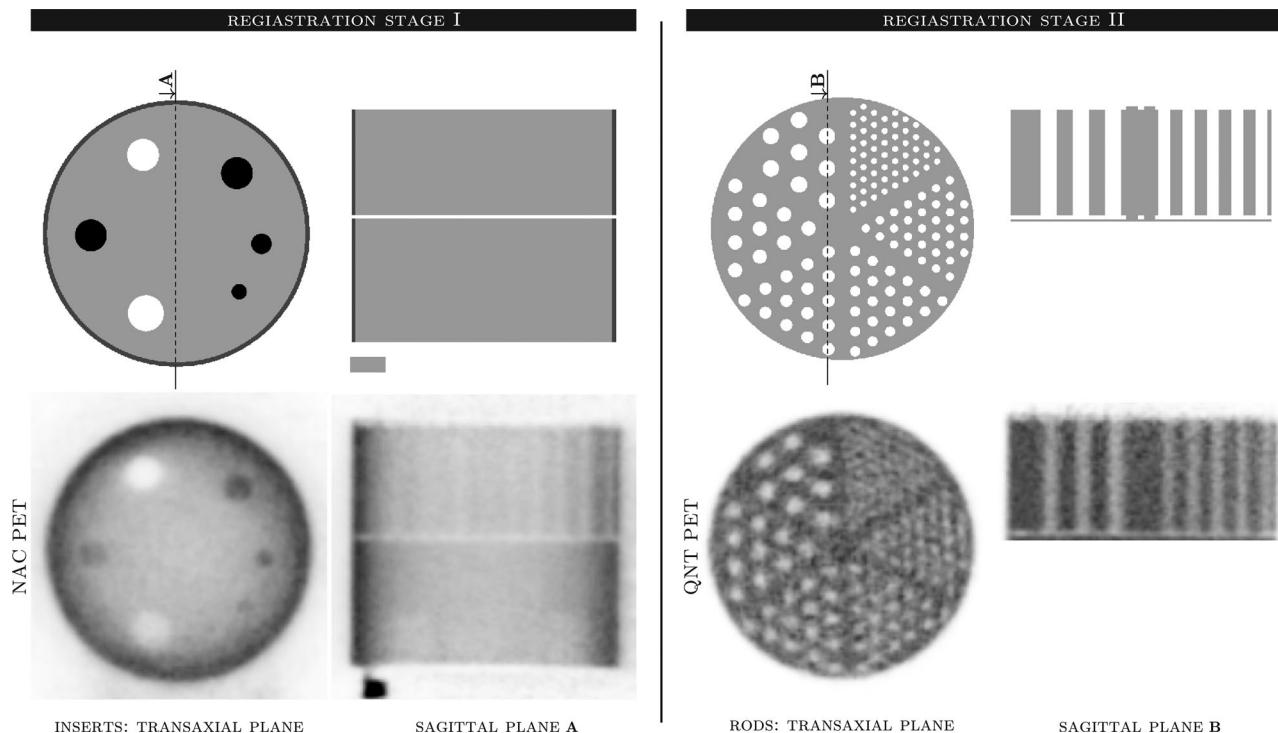 REGIASTRATION STAGE I
REGIASTRATION STAGE II
A
B
NAC PET
QNT PET
INSERTS: TRANSAXIAL PLANE
SAGITTAL PLANE A
RODS: TRANSAXIAL PLANE
SAGITTAL PLANE B